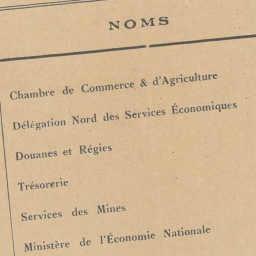 NOMS
Chambre de Commerce & d'Agriculture
Délégation Nord des Services Économiques
Douanes et Régies
Trésorerie
Services des Mines
Ministère de l'Économie Nationale